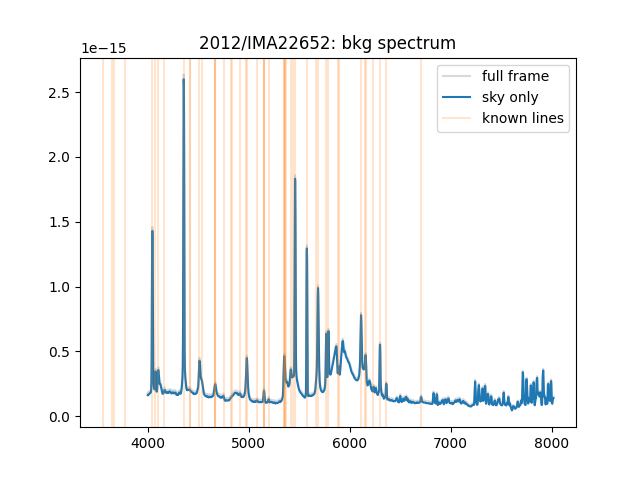 2012/IMA22652: bkg spectrum
1e−15
full frame
sky only
known lines
2.5
2.0
1.5
1.0
0.5
0.0
4000 5000 6000 7000 8000